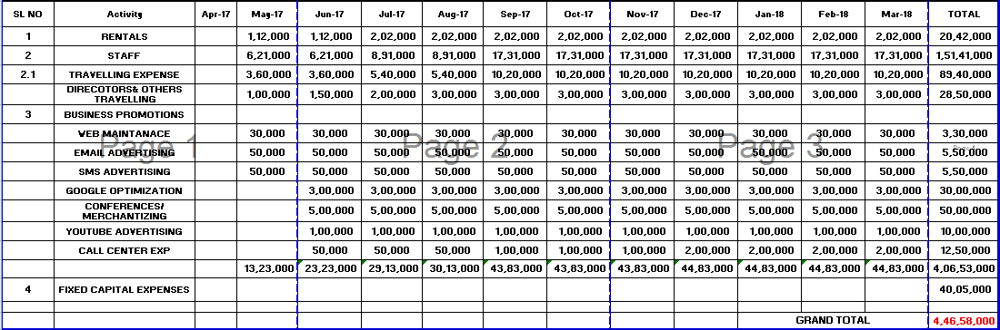 SL NO Activity Apr-17 May-17 Jun-17 Jul-17 Aug-17 Sep-17 Oct-17 Nov-17 Dec-17 Jan-18 Feb-18 Mar-18 TOTAL
1 RENTALS 1,12,000 1,12,000 2,02,000 2,02,000 2,02,000 2,02,000 2,02,000 2,02,000 2,02,000 2,02,000 2,02,000 20,42,000
2 STAFF 6,21,000 6,21,000 8,91,000 8,91,000 17,31,000 17,31,000 17,31,000 17,31,000 17,31,000 17,31,000 17,31,000 1,51,41,000
2.1 TRAVELLING EXPENSE 3,60,000 3,60,000 5,40,000 5,40,000 10,20,000 10,20,000 10,20,000 10,20,000 10,20,000 10,20,000 10,20,000 89,40,000
DIRECOTORS& OTHERS
TRAVELLING 1,00,000 1,50,000 2,00,000 3,00,000 3,00,000 3,00,000 3,00,000 3,00,000 3,00,000 3,00,000 3,00,000 28,50,000
3 BUSINESS PROMOTIONS
WEB MAINTANACE 30,000 30,000 30,000 30,000 30,000 30,000 30,000 30,000 30,000 30,000 30,000 3,30,000
Page 1 Page 2 Page 3
EMAIL ADVERTISING 50,000 50,000 50,000 50,000 50,000 50,000 50,000 50,000 50,000 50,000 50,000 5,50,000
SMS ADVERTISING 50,000 50,000 50,000 50,000 50,000 50,000 50,000 50,000 50,000 50,000 50,000 5,50,000
GOOGLE OPTIMIZATION 3,00,000 3,00,000 3,00,000 3,00,000 3,00,000 3,00,000 3,00,000 3,00,000 3,00,000 3,00,000 30,00,000
CONFERENCES/
MERCHANTIZING 5,00,000 5,00,000 5,00,000 5,00,000 5,00,000 5,00,000 5,00,000 5,00,000 5,00,000 5,00,000 50,00,000
YOUTUBE ADVERTISING 1,00,000 1,00,000 1,00,000 1,00,000 1,00,000 1,00,000 1,00,000 1,00,000 1,00,000 1,00,000 10,00,000
CALL CENTER EXP 50,000 50,000 50,000 1,00,000 1,00,000 1,00,000 2,00,000 2,00,000 2,00,000 2,00,000 12,50,000
13,23,000 23,23,000 29,13,000 30,13,000 43,83,000 43,83,000 43,83,000 44,83,000 44,83,000 44,83,000 44,83,000 4,06,53,000
4 FIXED CAPITAL EXPENSES 40,05,000
GRAND TOTAL 4,46,58,000